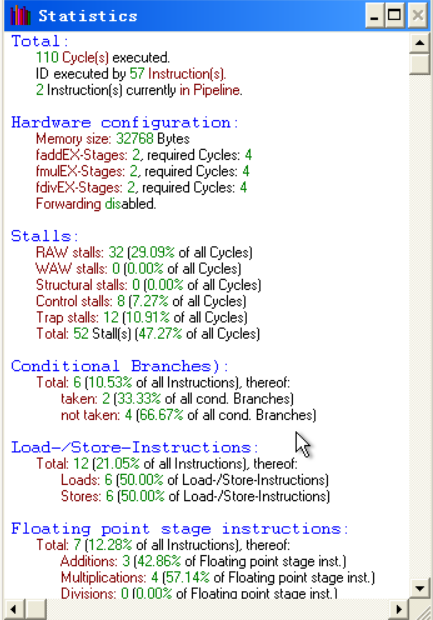 Statistics
Total:
110 Cycle(s) executed.
ID executed by 57 Instruction(s).
2 Instruction(s) currently in Pipeline.
Hardware configuration:
Memory size: 32768 Bytes
faddEX-Stages: 2, required Cycles: 4
fmulEX-Stages: 2, required Cycles: 4
fdivEX-Stages: 2, required Cycles: 4
Forwarding disabled.
Stalls:
RAW stalls: 32 (29.09% of all Cycles)
WAW stalls: 0 (0.00% of all Cycles)
Structural stalls: 0 (0.00% of all Cycles)
Control stalls: 8 (7.27% of all Cycles)
Trap stalls: 12 (10.91% of all Cycles)
Total: 52 Stall(s) (47.27% of all Cycles)
Conditional Branches):
Total: 6 (10.53% of all Instructions), thereof:
taken: 2 (33.33% of all cond. Branches)
not taken: 4 (66.67% of all cond. Branches)
Load-/Store-Instructions:
Total: 12 (21.05% of all Instructions), thereof:
Loads: 6 (50.00% of Load-/Store-Instructions)
Stores: 6 (50.00% of Load-/Store-Instructions)
Floating point stage instructions:
Total: 7 (12.28% of all Instructions), thereof:
Additions: 3 (42.86% of Floating point stage inst.)
Multiplications: 4 (57.14% of Floating point stage inst.)
Divisions: 0 (0.00% of Floating point stage inst.)